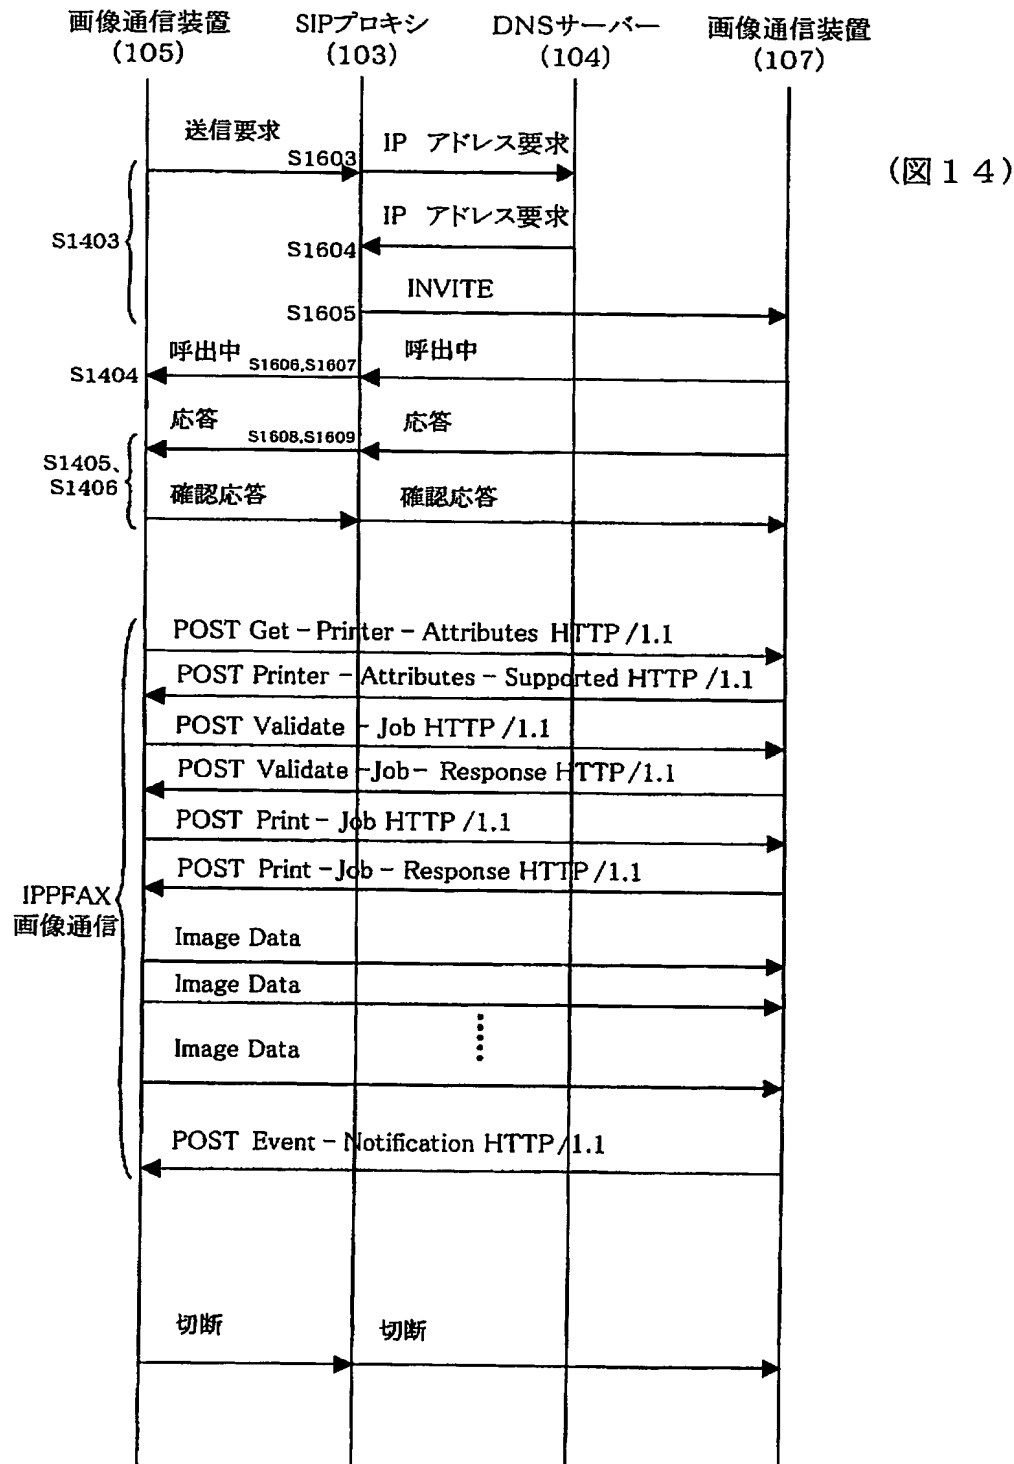 画像通信装置 SIPプロキシ DNSサーバー 画像通信装置
(105) (103) (104) (107)
送信要求 IP アドレス要求
S1603
(図14)
IP アドレス要求
S1403
S1604
INVITE
S1605
呼出中 呼出中
S1404 S1606,S1607
応答 応答
S1608,S1609
S1405、
S1406
確認応答 確認応答
POST Get-Printer-Attributes HTTP/1.1
POST Printer-Attributes-Supported HTTP/1.1
POST Validate-Job HTTP/1.1
POST Validate-Job-Response HTTP/1.1
POST Print-Job HTTP/1.1
POST Print-Job-Response HTTP/1.1
IPPFAX
画像通信
Image Data
Image Data
Image Data
POST Event-Notification HTTP/1.1
切断 切断